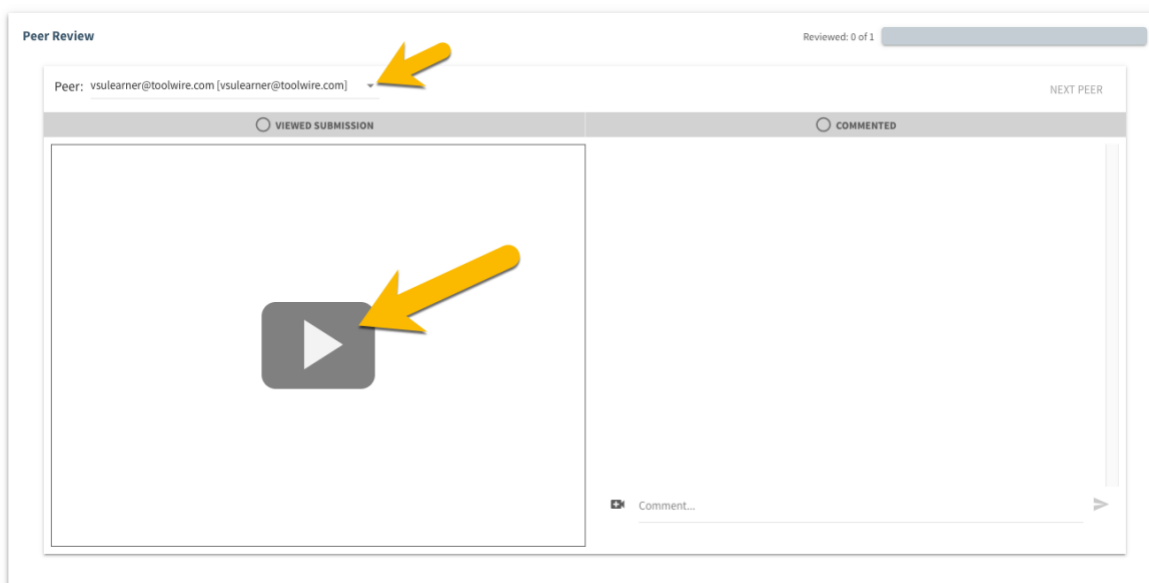 Peer Review
Reviewed: 0 of 1
Peer: vsulearner@toolwire.com [vsulearner@toolwire.com]
NEXT PEER
VIEWED SUBMISSION
COMMENTED
Comment...